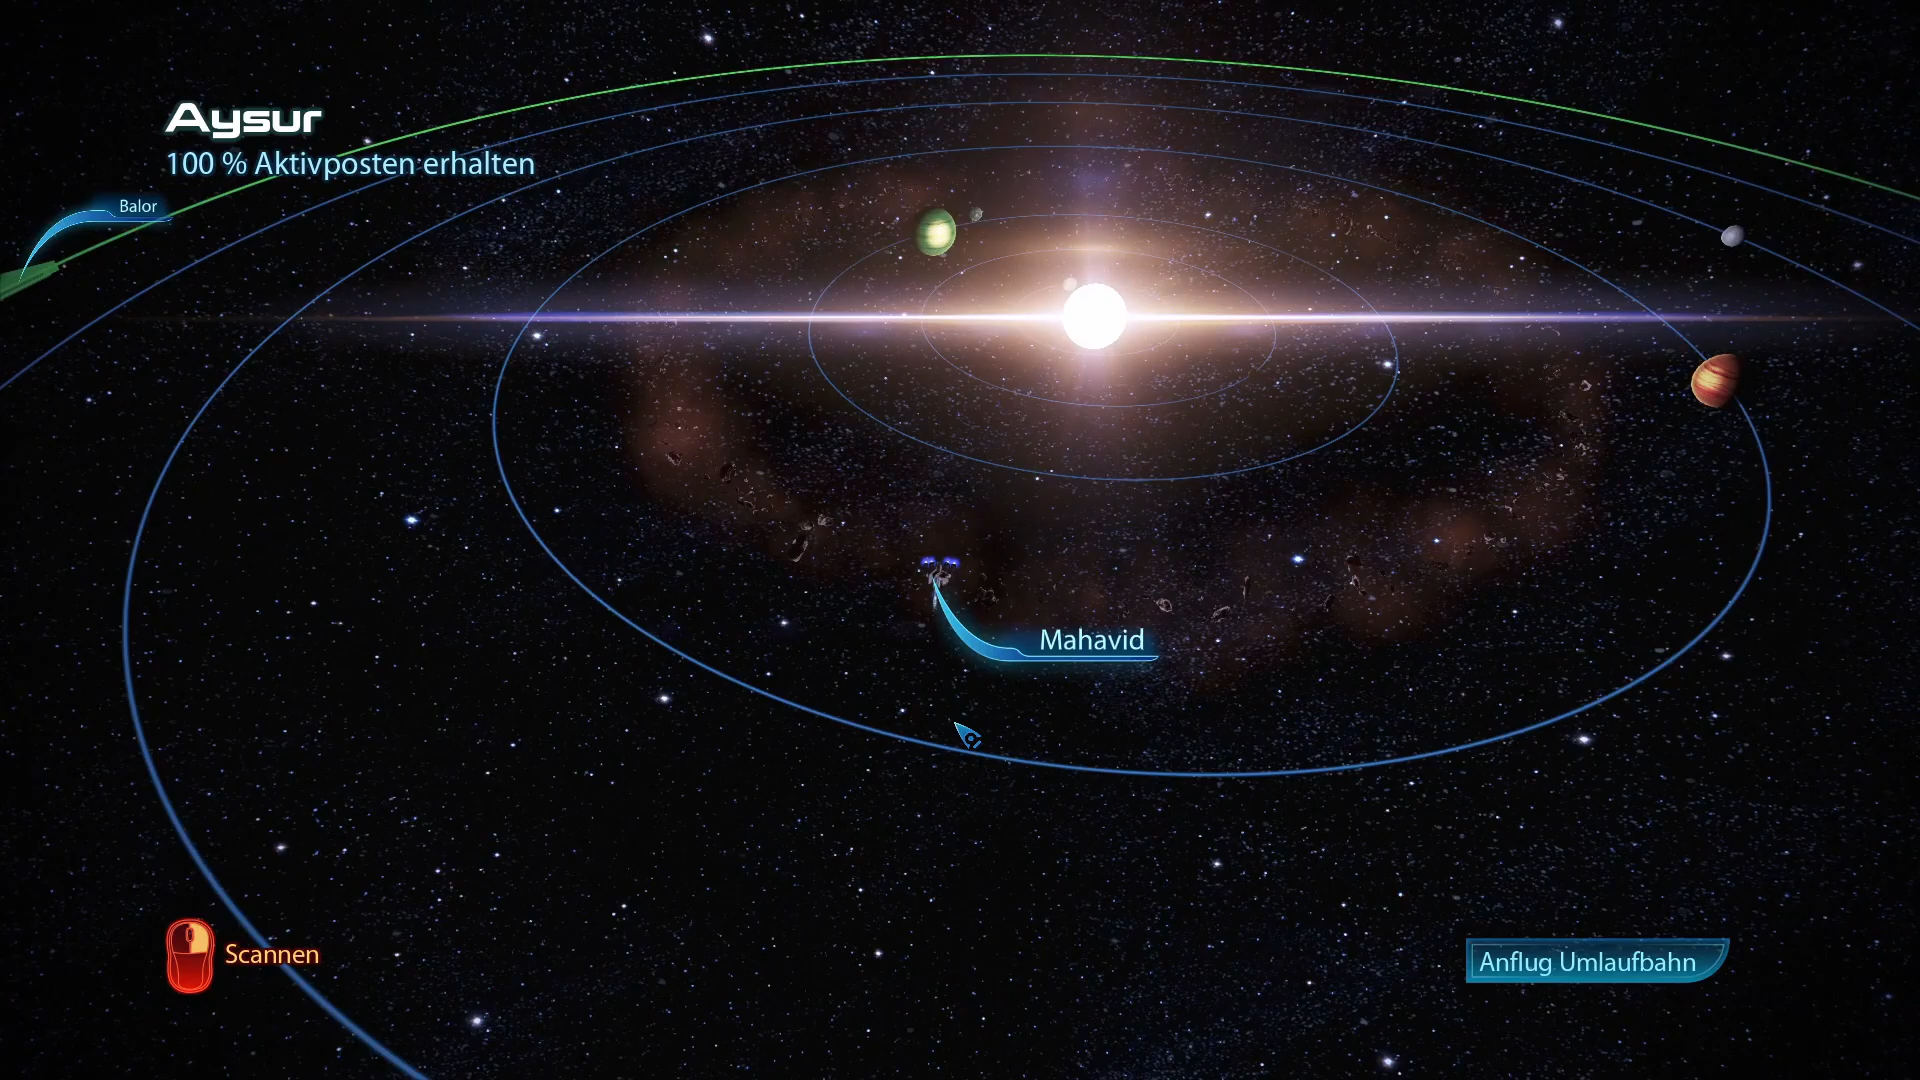 Aysur
100 % Aktivposten erhalten
Balor
Mahavid
Scannen
Anflug Umlaufbahn